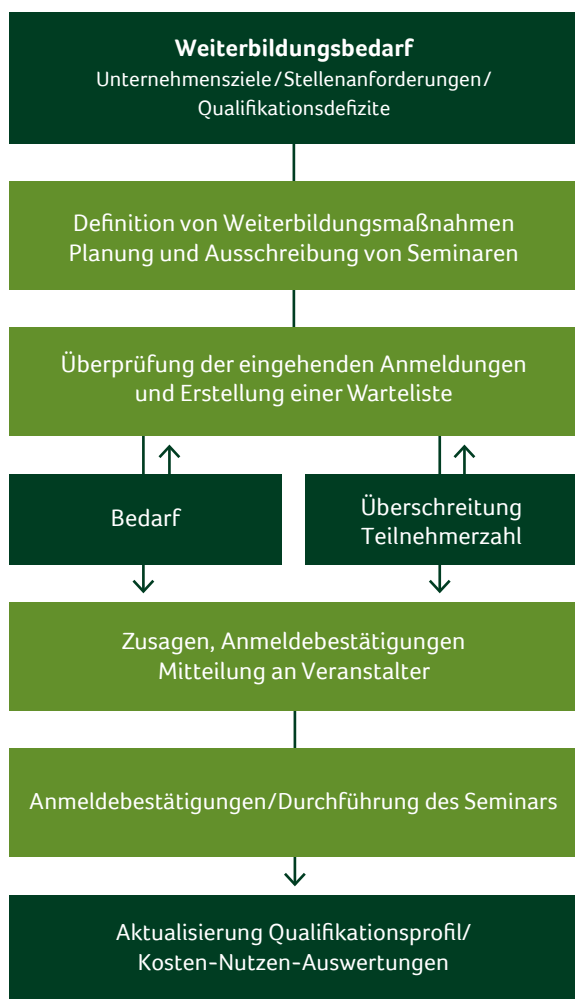 Weiterbildungsbedarf
Unternehmensziele/Stellenanforderungen/
Qualifikationsdefizite
Definition von Weiterbildungsmaßnahmen
Planung und Ausschreibung von Seminaren
Überprüfung der eingehenden Anmeldungen
und Erstellung einer Warteliste
Bedarf
Überschreitung
Teilnehmerzahl
Zusagen, Anmeldebestätigungen
Mitteilung an Veranstalter
Anmeldebestätigungen/Durchführung des Seminars
Aktualisierung Qualifikationsprofil/
Kosten-Nutzen-Auswertungen